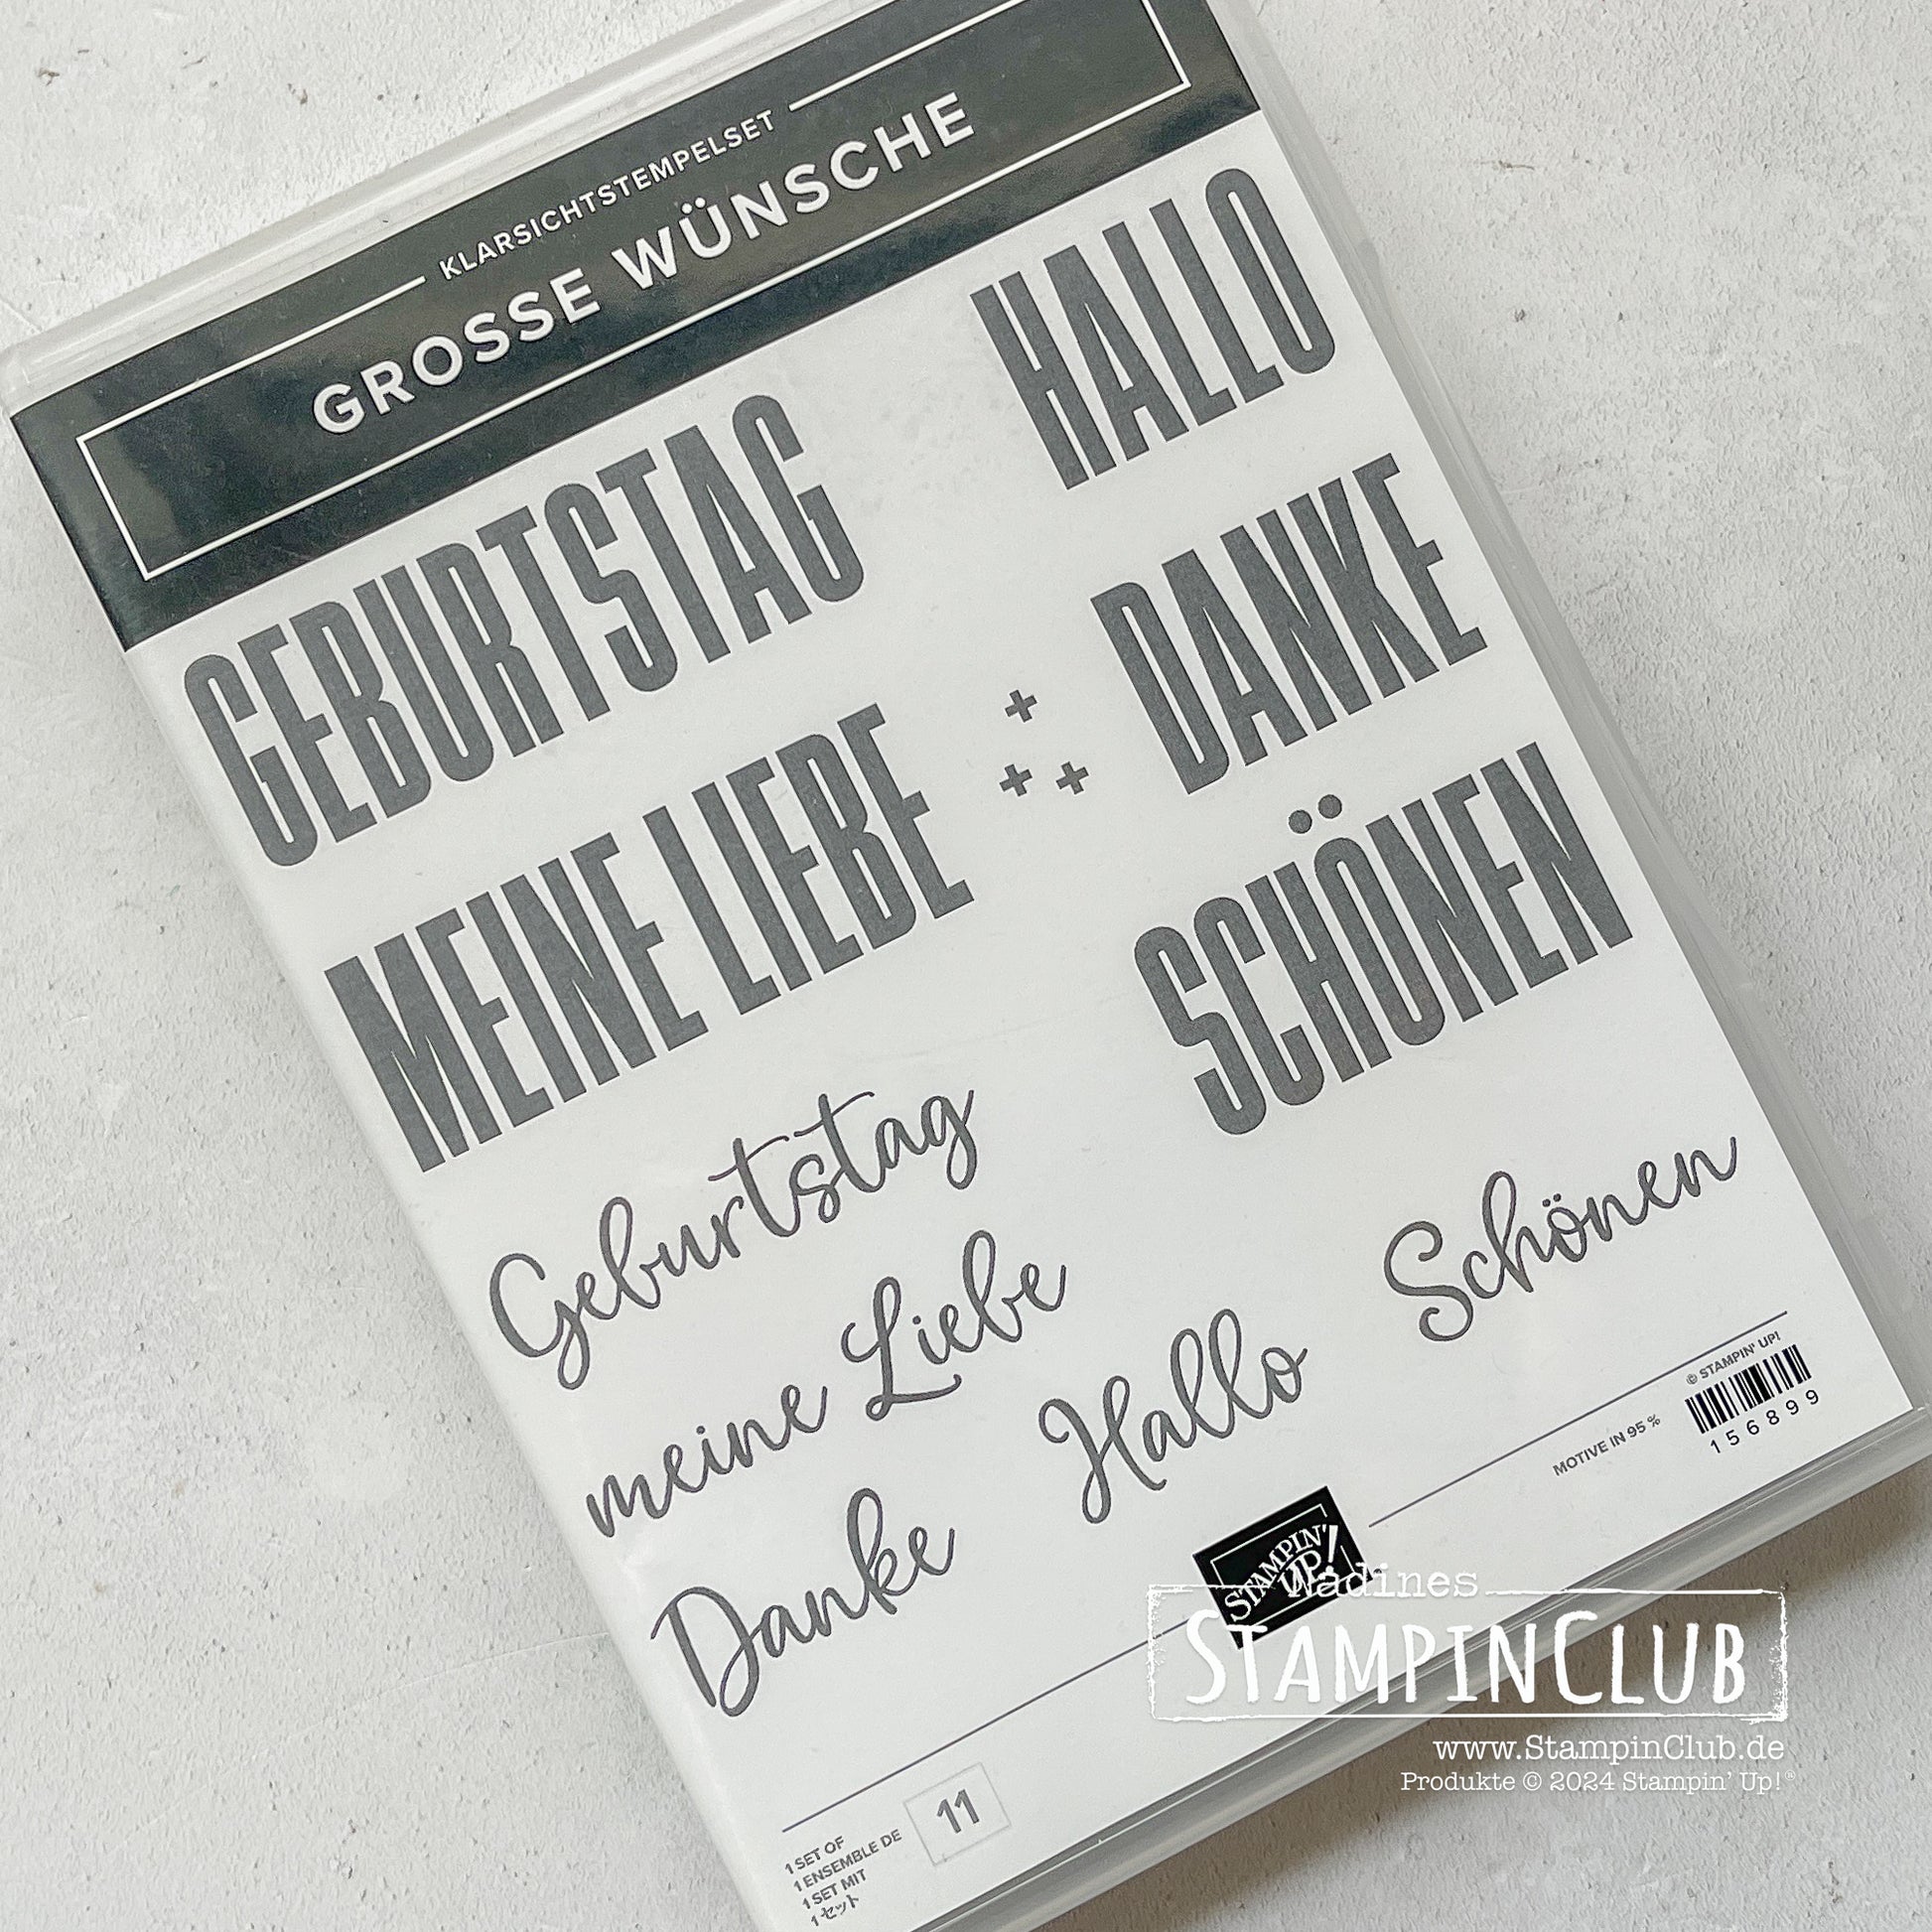 KLARSICHTSTEMPELSET
GROSSE WÜNSCHE
GEBURTSTAG
HALLO
MEINE LIEBE
DANKE
SCHÖNEN
Geburtstag
meine Liebe
Schönen
Danke
Hallo
© STAMPIN' UP!
MOTIVE IN 95 %
156899
STAMPIN' UP!
1 SET OF
1 ENSEMBLE DE
1 SET MIT
1 セット
11
Nadines
STAMPINCLUB
www.StampinClub.de
Produkte © 2024 Stampin' Up!®